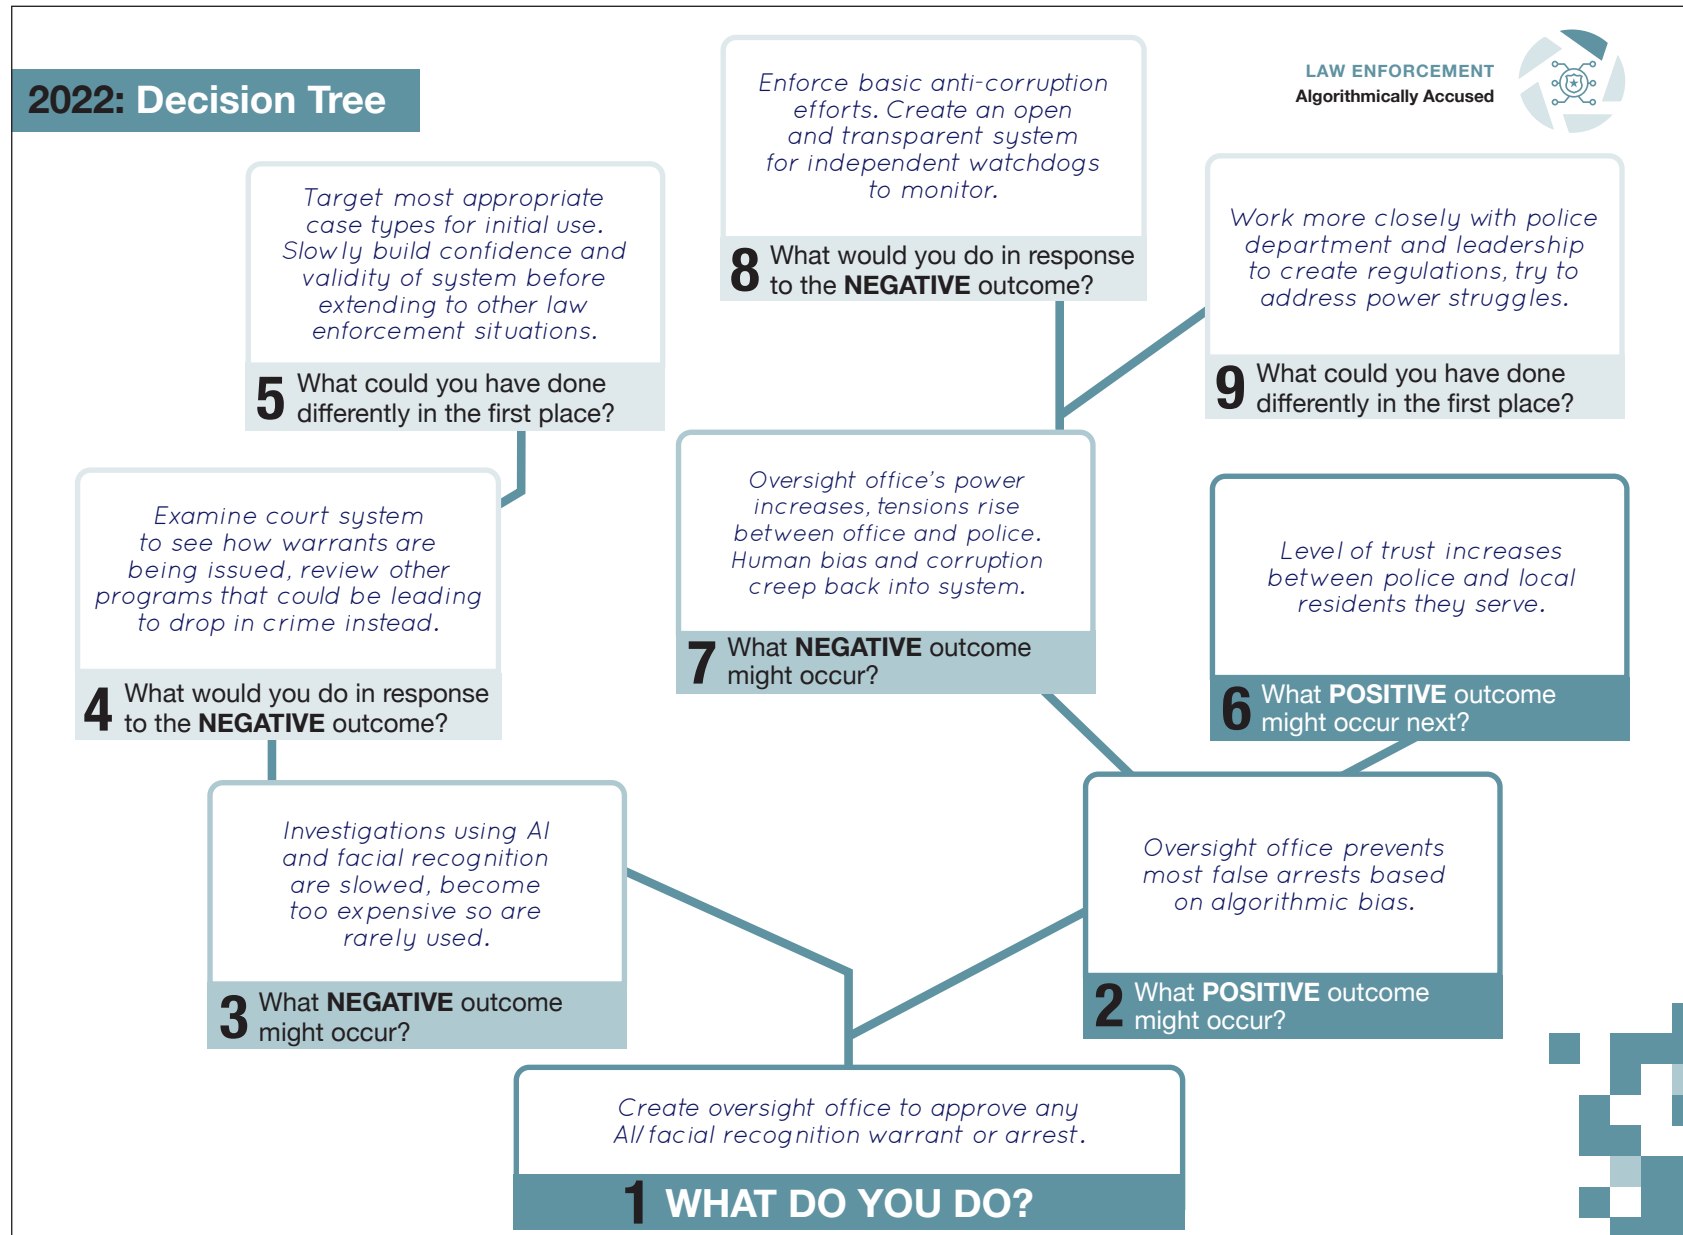 2022: Decision Tree
LAW ENFORCEMENT
Algorithmically Accused
Enforce basic anti-corruption
efforts. Create an open
and transparent system
for independent watchdogs
to monitor.
8 What would you do in response
to the NEGATIVE outcome?
Target most appropriate
case types for initial use.
Slowly build confidence and
validity of system before
extending to other law
enforcement situations.
5 What could you have done
differently in the first place?
Work more closely with police
department and leadership
to create regulations, try to
address power struggles.
9 What could you have done
differently in the first place?
Examine court system
to see how warrants are
being issued, review other
programs that could be leading
to drop in crime instead.
4 What would you do in response
to the NEGATIVE outcome?
Oversight office's power
increases, tensions rise
between office and police.
Human bias and corruption
creep back into system.
7 What NEGATIVE outcome
might occur?
Level of trust increases
between police and local
residents they serve.
6 What POSITIVE outcome
might occur next?
Investigations using AI
and facial recognition
are slowed, become
too expensive so are
rarely used.
3 What NEGATIVE outcome
might occur?
Oversight office prevents
most false arrests based
on algorithmic bias.
2 What POSITIVE outcome
might occur?
Create oversight office to approve any
AI/facial recognition warrant or arrest.
1 WHAT DO YOU DO?